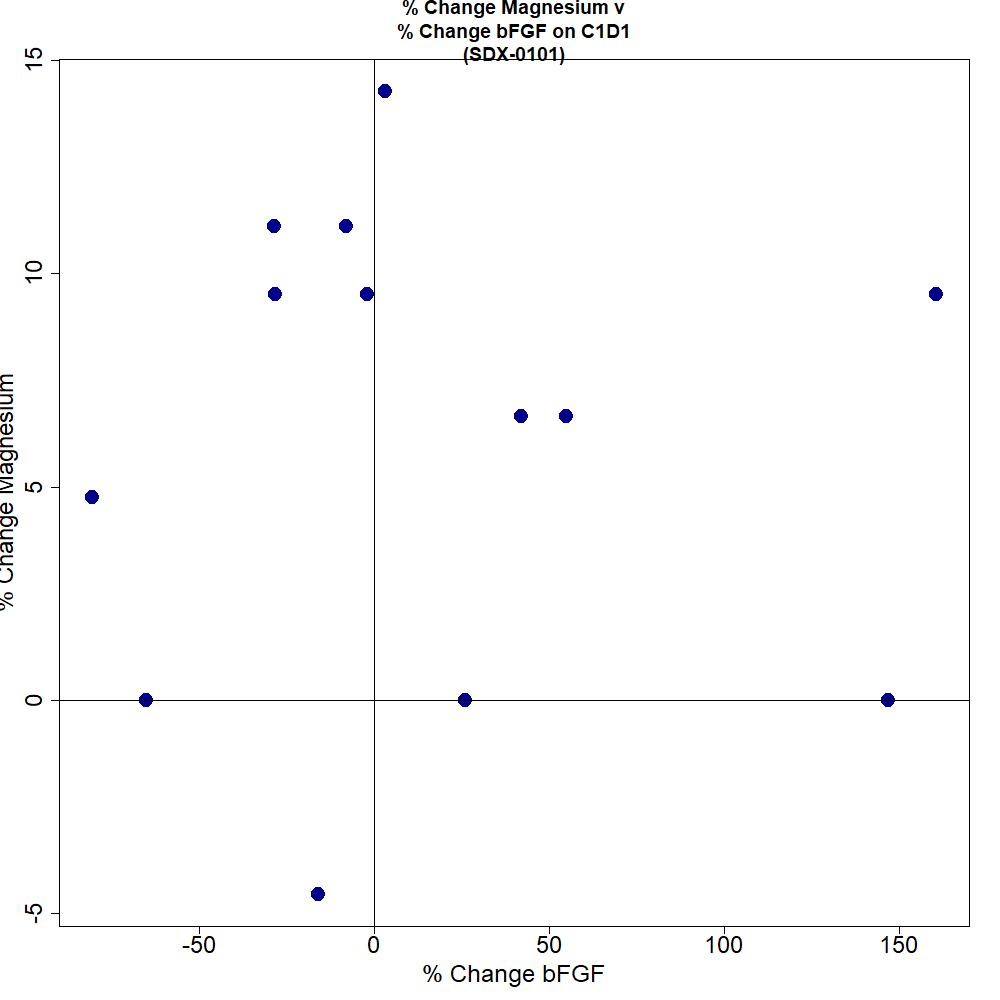 % Change Magnesium v
% Change bFGF on C1D1
(SDX-0101)
15
10
5
0
-5
% Change Magnesium
-50
0
50
100
150
% Change bFGF